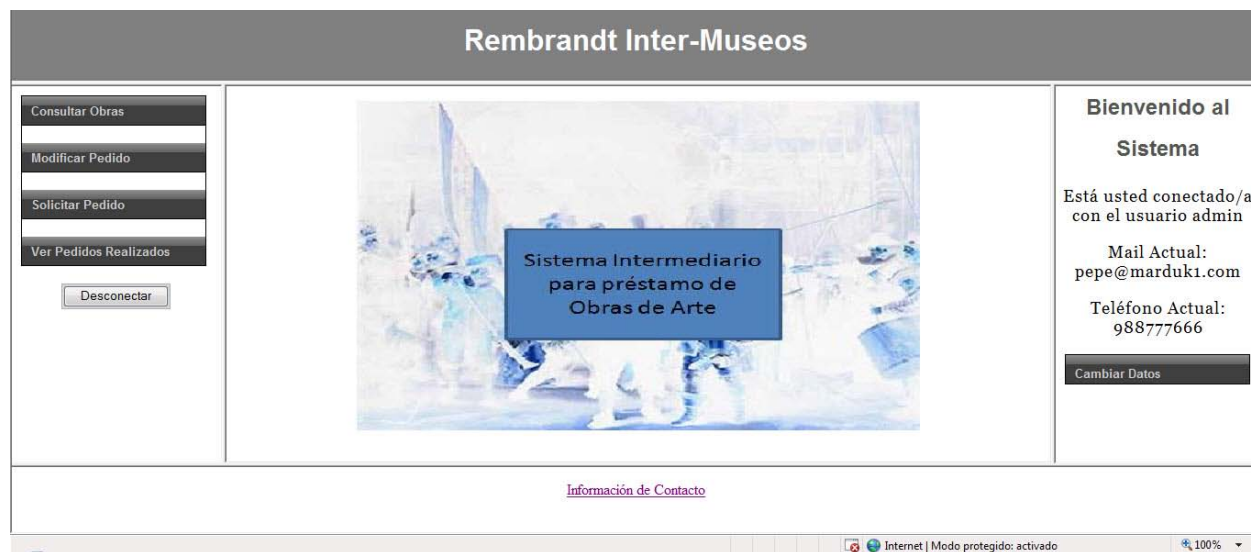 Rembrandt Inter-Museos
Consultar Obras
Modificar Pedido
Solicitar Pedido
Ver Pedidos Realizados
Desconectar
Sistema Intermediario
para préstamo de
Obras de Arte
Bienvenido al
Sistema
Está usted conectado/a
con el usuario admin
Mail Actual:
pepe@marduk1.com
Teléfono Actual:
988777666
Cambiar Datos
Información de Contacto
Internet | Modo protegido: activado
100%